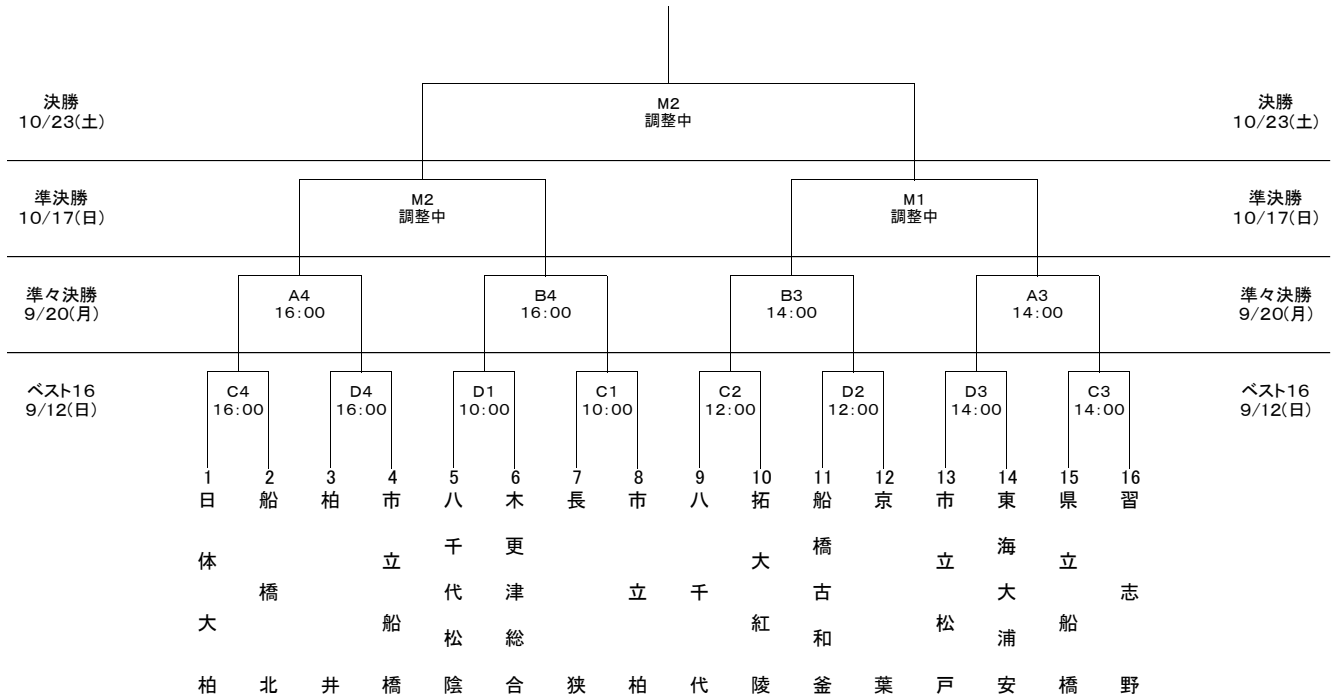 決勝
10/23(土)
M2
調整中
決勝
10/23(土)
準決勝
10/17(日)
M2
調整中
M1
調整中
準決勝
10/17(日)
準々決勝
9/20(月)
A4
16:00
B4
16:00
B3
14:00
A3
14:00
準々決勝
9/20(月)
ベスト16
9/12(日)
C4
16:00
D4
16:00
D1
10:00
C1
10:00
C2
12:00
D2
12:00
D3
14:00
C3
14:00
ベスト16
9/12(日)
1
日体大柏
2
船橋北
3
柏井
4
市立船橋
5
八千代松陰
6
木更津総合
7
長狭
8
市立柏
9
八千代
10
拓大紅陵
11
船橋古和釜
12
京葉
13
市立松戸
14
東海大浦安
15
県立船橋
16
習志野